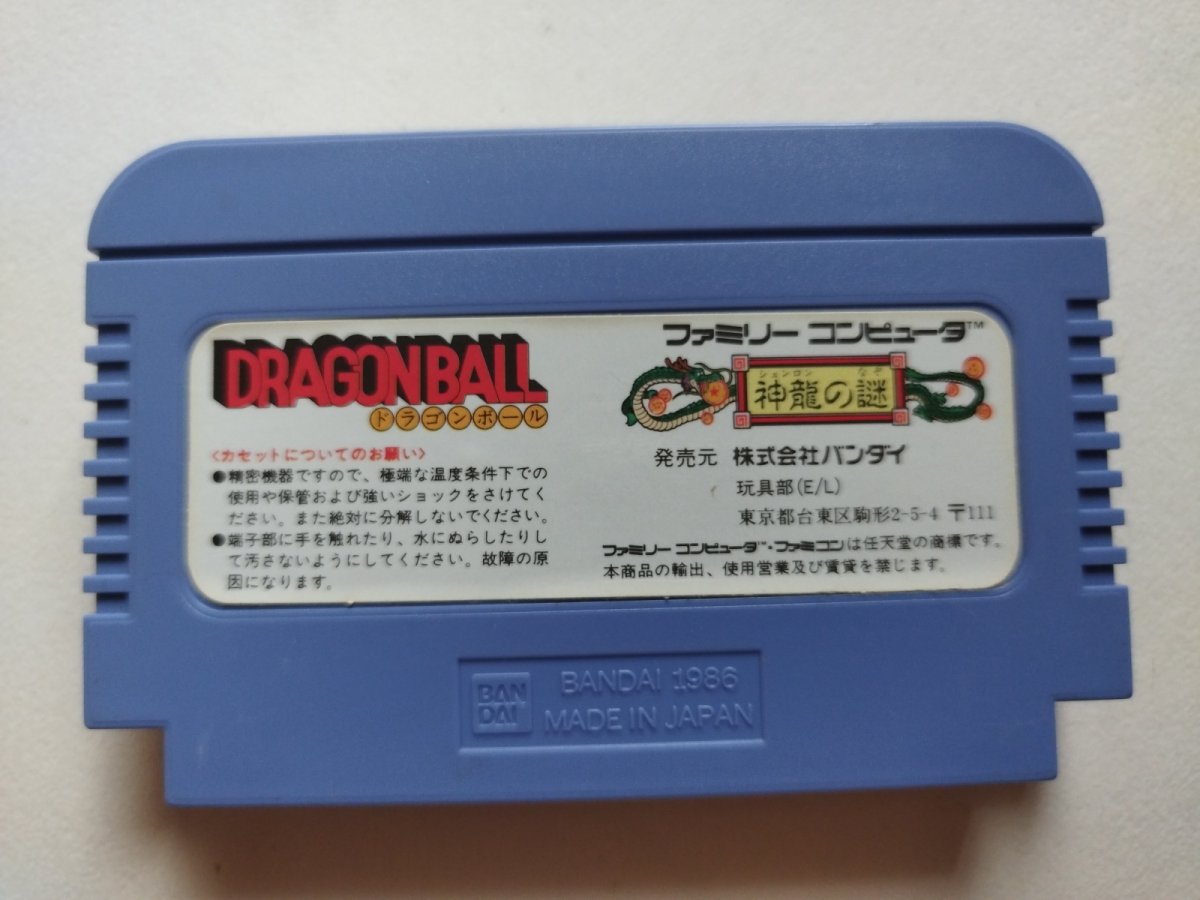 DRAGONBALL
ドラゴンボール
〈カセットについてのお願い〉
●精密機器ですので、極端な温度条件下での
使用や保管および強いショックをさけてく
ださい。また絶対に分解しないでください。
●端子部に手を触れたり、水にぬらしたりし
て汚さないようにしてください。故障の原
因になります。
ファミリー コンピュータ™
シェンロン なぞ
神龍の謎
発売元 株式会社バンダイ
玩具部(E/L)
東京都台東区駒形2-5-4 〒111
ファミリー コンピュータ™・ファミコンは任天堂の商標です。
本商品の輸出、使用営業及び賃貸を禁じます。
BAN
DAI
BANDAI 1986
MADE IN JAPAN